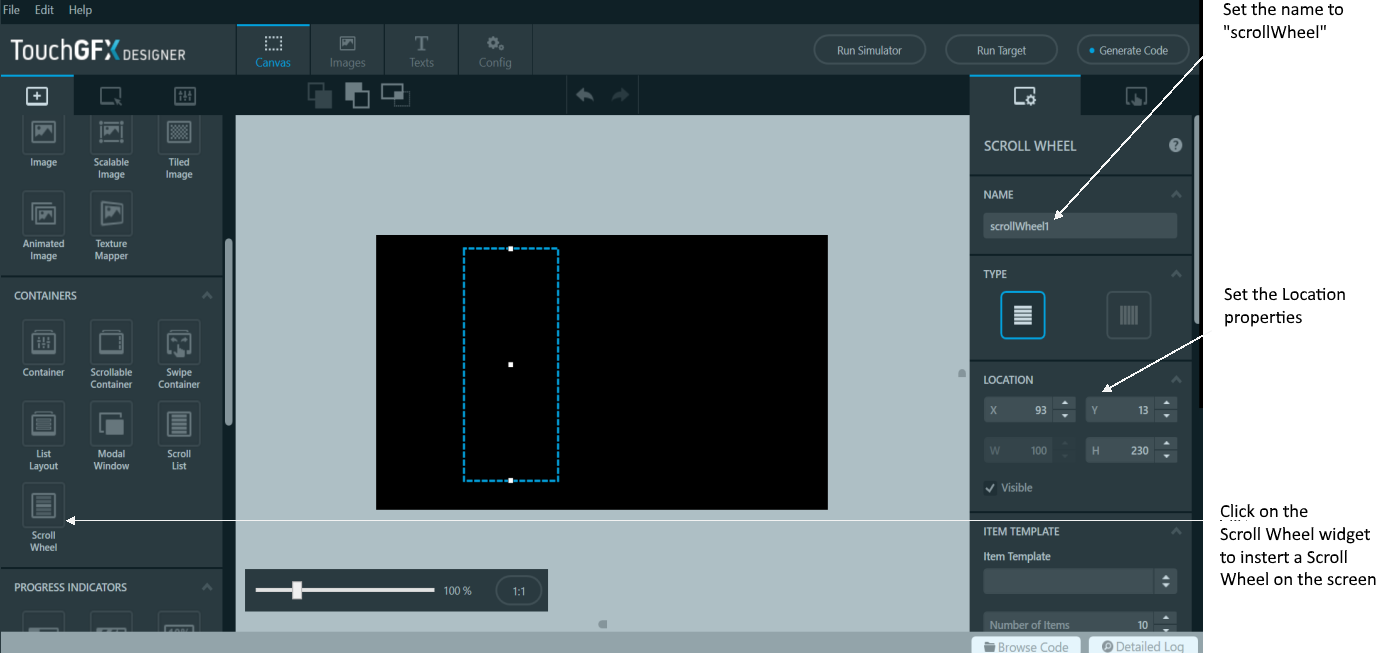 File Edit Help
Set the name to
"scrollWheel"
TouchGFX DESIGNER
Canvas
Images
Texts
Config
Run Simulator
Run Target
Generate Code
Image
Scalable
Image
Tiled
Image
Animated
Image
Texture
Mapper
CONTAINERS
Container
Scrollable
Container
Swipe
Container
List
Layout
Modal
Window
Scroll
List
Scroll
Wheel
PROGRESS INDICATORS
100 %
1:1
SCROLL WHEEL
?
NAME
scrollWheel1
TYPE
LOCATION
X 93
Y 13
W 100
H 230
Visible
ITEM TEMPLATE
Item Template
Number of Items 10
Browse Code
Detailed Log
Set the Location
properties
Click on the
Scroll Wheel widget
to instert a Scroll
Wheel on the screen